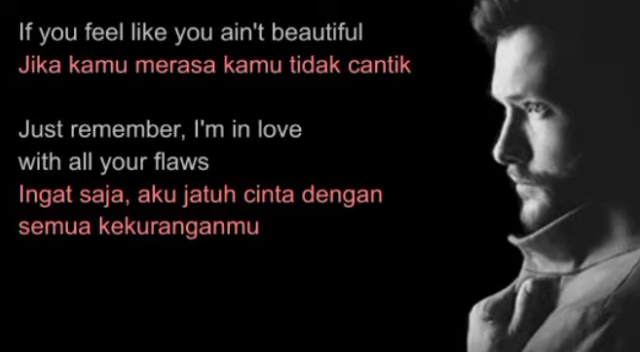 If you feel like you ain't beautiful
Jika kamu merasa kamu tidak cantik
Just remember, I'm in love
with all your flaws
Ingat saja, aku jatuh cinta dengan
semua kekuranganmu